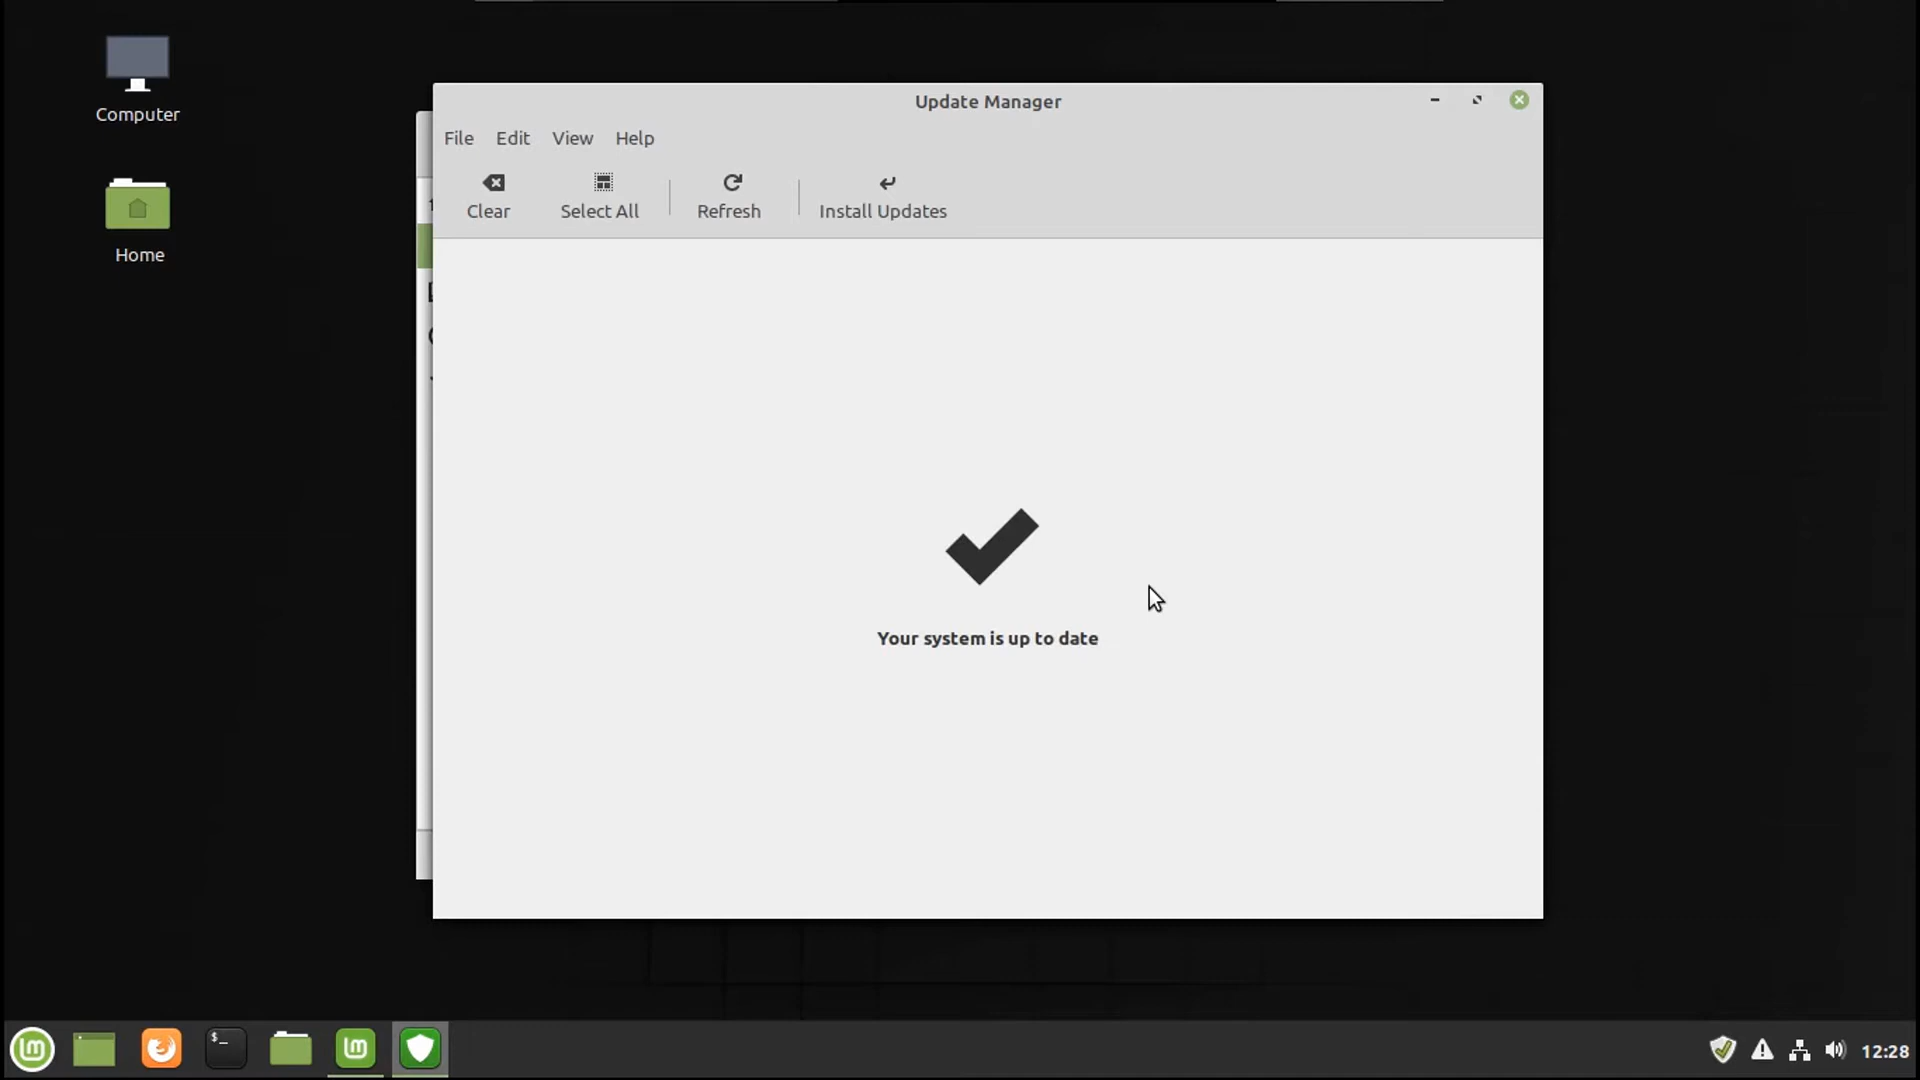 Computer
Home
Update Manager
File Edit View Help
Clear Select All Refresh Install Updates
Your system is up to date
$_
12:28